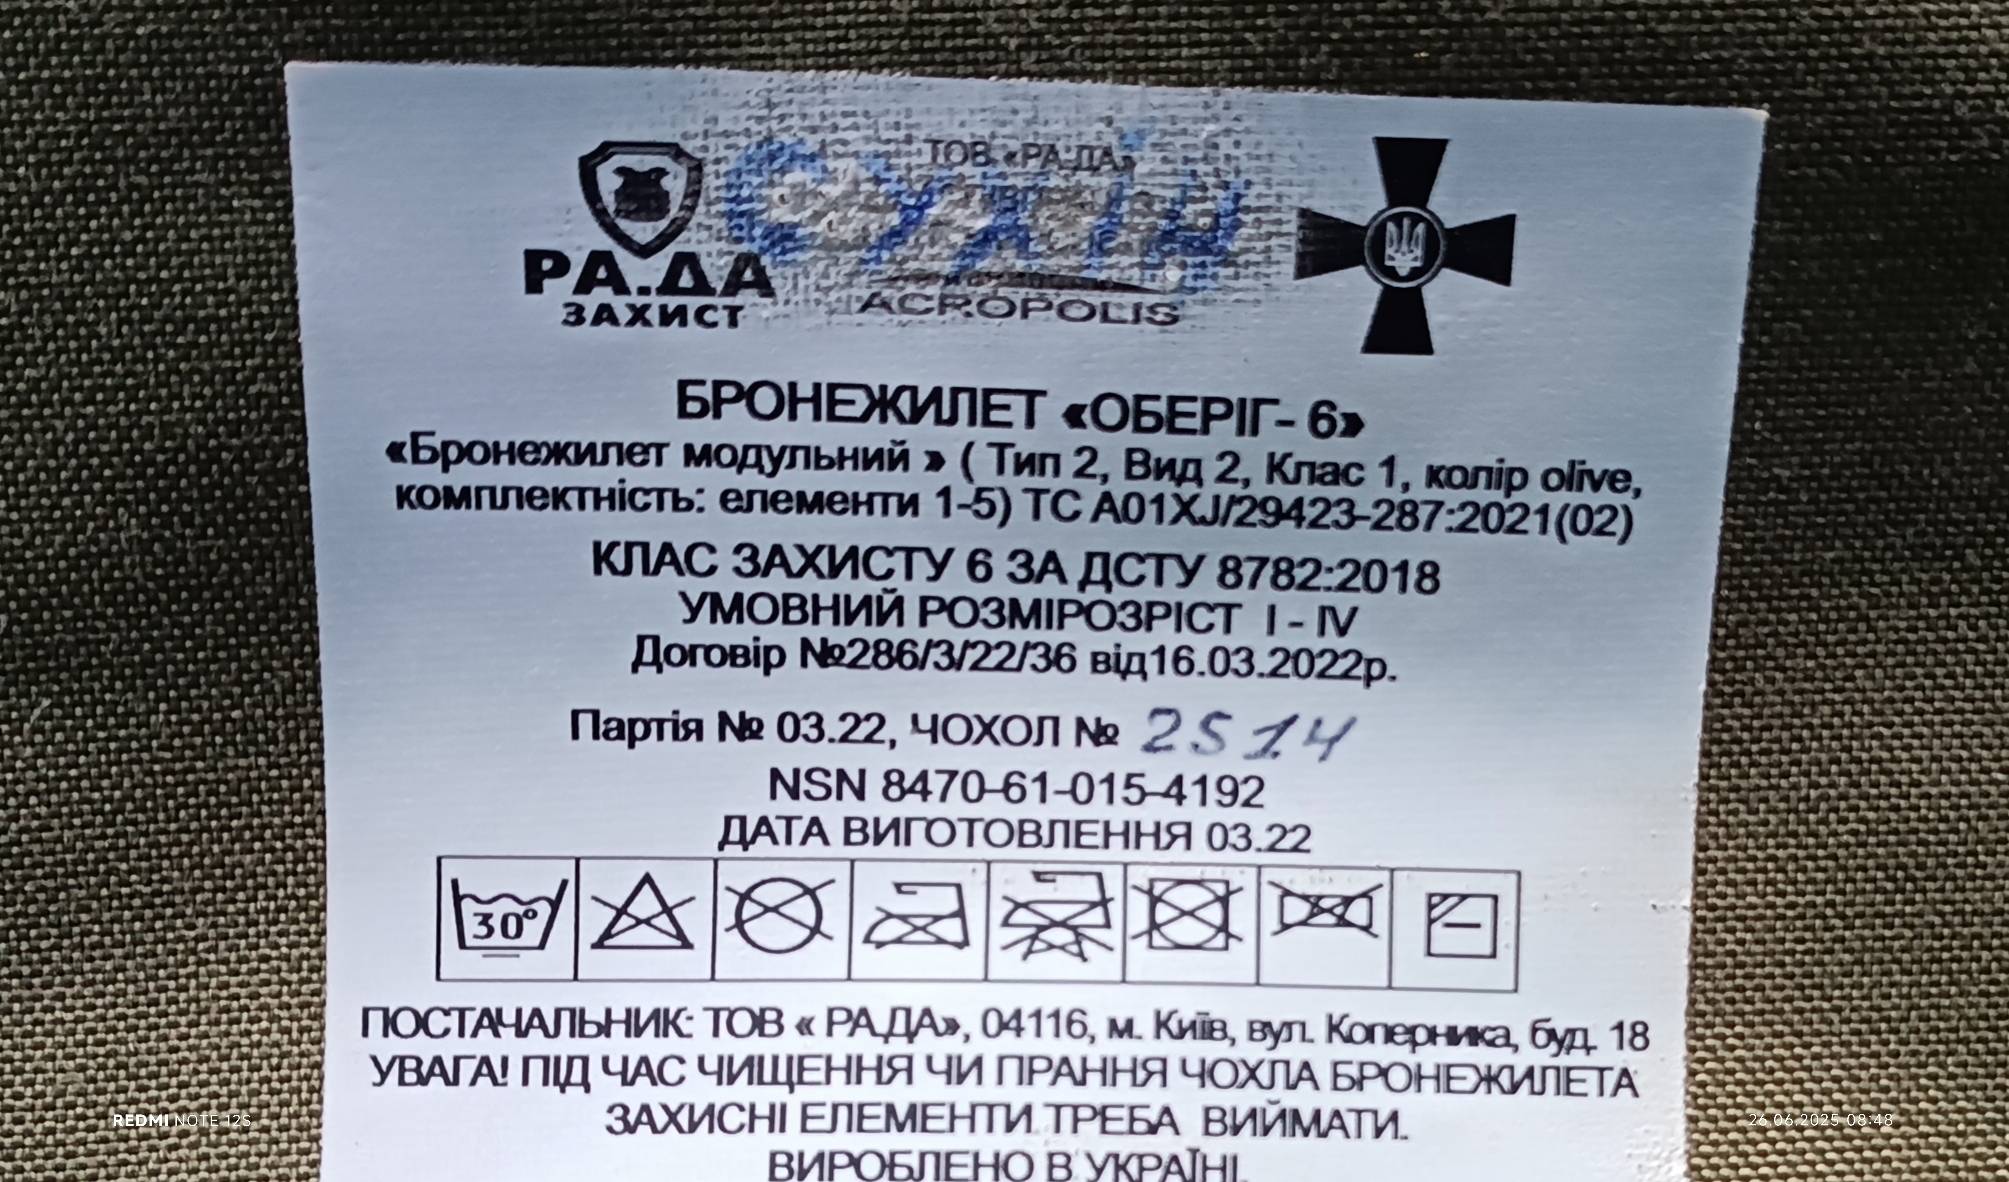 ТОВ «РА.ДА»
СУХІЙ
РА.ДА
ЗАХИСТ
ACROPOLIS
БРОНЕЖИЛЕТ «ОБЕРІГ- 6»
«Бронежилет модульний » ( Тип 2, Вид 2, Клас 1, колір olive,
комплектність: елементи 1-5) ТС А01XJ/29423-287:2021(02)
КЛАС ЗАХИСТУ 6 ЗА ДСТУ 8782:2018
УМОВНИЙ РОЗМІРОЗРІСТ I - IV
Договір №286/3/22/36 від16.03.2022р.
Партія № 03.22, ЧОХОЛ № 2514
NSN 8470-61-015-4192
ДАТА ВИГОТОВЛЕННЯ 03.22
30°
ПОСТАЧАЛЬНИК: ТОВ « РАДА», 04116, м. Київ, вул. Коперника, буд. 18
УВАГА! ПІД ЧАС ЧИЩЕННЯ ЧИ ПРАННЯ ЧОХЛА БРОНЕЖИЛЕТА
ЗАХИСНІ ЕЛЕМЕНТИ ТРЕБА ВИЙМАТИ.
ВИРОБЛЕНО В УКРАЇНІ.
REDMI NOTE 12S
26.06.2025 08:48